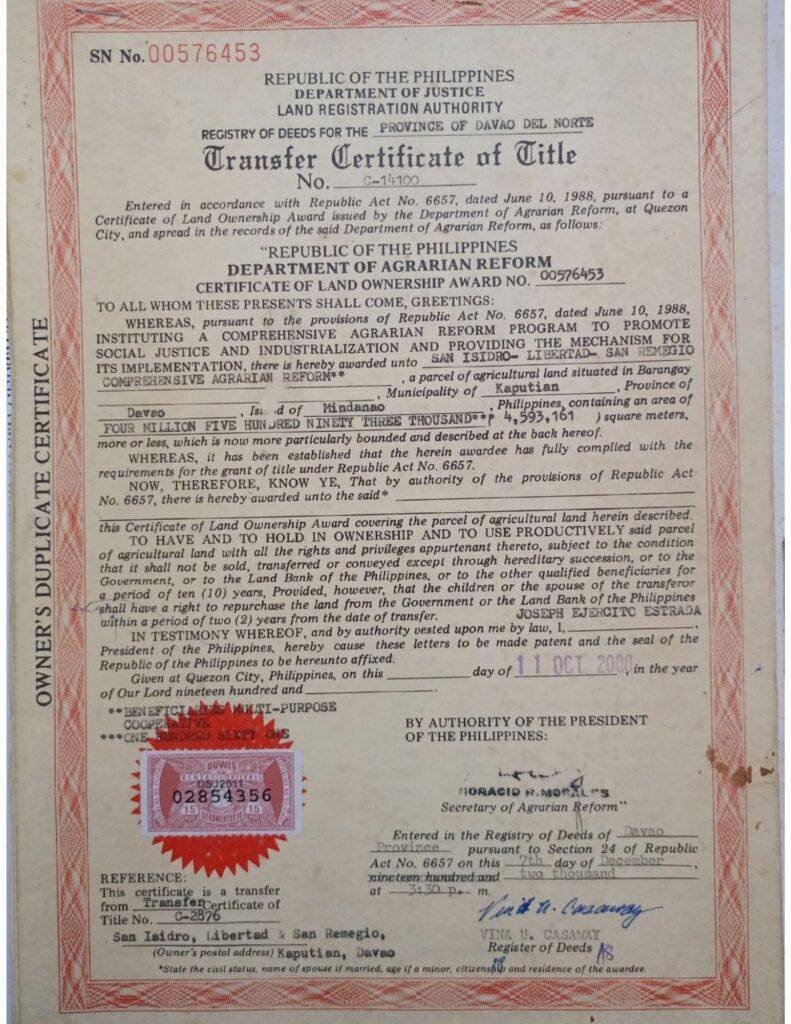 SN No. 00576453
REPUBLIC OF THE PHILIPPINES
DEPARTMENT OF JUSTICE
LAND REGISTRATION AUTHORITY
REGISTRY OF DEEDS FOR THE PROVINCE OF DAVAO DEL NORTE
Transfer Certificate of Title
No. C-14100
Entered in accordance with Republic Act No. 6657, dated June 10, 1988, pursuant to a
Certificate of Land Ownership Award issued by the Department of Agrarian Reform, at Quezon
City, and spread in the records of the said Department of Agrarian Reform, as follows:
"REPUBLIC OF THE PHILIPPINES
DEPARTMENT OF AGRARIAN REFORM
CERTIFICATE OF LAND OWNERSHIP AWARD NO. 00576453
TO ALL WHOM THESE PRESENTS SHALL COME, GREETINGS:
WHEREAS, pursuant to the provisions of Republic Act No. 6657, dated June 10, 1988,
INSTITUTING A COMPREHENSIVE AGRARIAN REFORM PROGRAM TO PROMOTE
SOCIAL JUSTICE AND INDUSTRIALIZATION AND PROVIDING THE MECHANISM FOR
ITS IMPLEMENTATION, there is hereby awarded unto SAN ISIDRO- LIBERTAD-, SAN REMEGIO
COMPREHENSIVE AGRARIAN REFORM** , a parcel of agricultural land situated in Barangay
, Municipality of Kaputian , Province of
Davao , Island of Mindanao , Philippines, containing an area of
FOUR MILLION FIVE HUNDRED NINETY THREE THOUSAND**( 4,593,161 ) square meters,
more or less, which is now more particularly bounded and described at the back hereof.
WHEREAS, it has been established that the herein awardee has fully complied with the
requirements for the grant of title under Republic Act No. 6657.
NOW, THEREFORE, KNOW YE, That by authority of the provisions of Republic Act
No. 6657, there is hereby awarded unto the said*
this Certificate of Land Ownership Award covering the parcel of agricultural land herein described.
TO HAVE AND TO HOLD IN OWNERSHIP AND TO USE PRODUCTIVELY said parcel
of agricultural land with all the rights and privileges appurtenant thereto, subject to the condition
that it shall not be sold, transferred or conveyed except through hereditary succession, or to the
Government, or to the Land Bank of the Philippines, or to the other qualified beneficiaries for
a period of ten (10) years, Provided, however, that the children or the spouse of the transferor
shall have a right to repurchase the land from the Government or the Land Bank of the Philippines
within a period of two (2) years from the date of transfer. JOSEPH EJERCITO ESTRADA
IN TESTIMONY WHEREOF, and by authority vested upon me by law, I,
President of the Philippines, hereby cause these letters to be made patent and the seal of the
Republic of the Philippines to be hereunto affixed.
Given at Quezon City, Philippines, on this day of 11 OCT 2000, in the year
of Our Lord nineteen hundred and .
**BENEFICIARIES MULTI-PURPOSE
COOPERATIVE
***ONE HUNDRED SIXTY ONE
BY AUTHORITY OF THE PRESIDENT
OF THE PHILIPPINES:
BUWIS
DSJ2011
02854356
15 15
HORACIO R. MORALES
Secretary of Agrarian Reform"
Entered in the Registry of Deeds of Davao
Province pursuant to Section 24 of Republic
Act No. 6657 on this 7th day of December ,
nineteen hundred and two thousand
at 3:30 p. m.
Vina U. Casaway
VINA U. CASAWAY
Register of Deeds
REFERENCE:
This certificate is a transfer
from Transfer Certificate of
Title No. C-2876
San Isidro, Libertad & San Remegio,
(Owner's postal address) Kaputian, Davao
*State the civil status, name of spouse if married, age if a minor, citizenship and residence of the awardee.
OWNER'S DUPLICATE CERTIFICATE